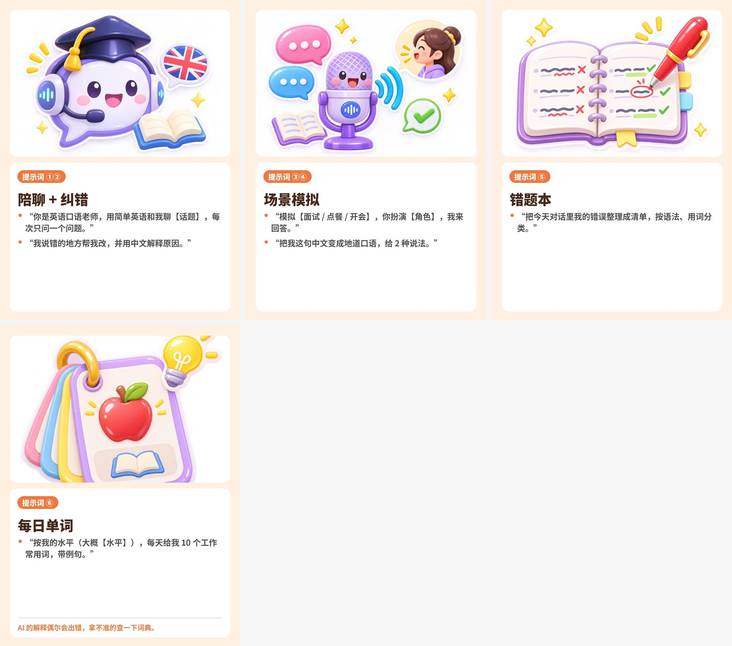 提示词 ①②
陪聊 + 纠错
• “你是英语口语老师，用简单英语和我聊【话题】，每
次只问一个问题。”
• “我说错的地方帮我改，并用中文解释原因。”
提示词 ③④
场景模拟
• “模拟【面试 / 点餐 / 开会】，你扮演【角色】，我来
回答。”
• “把我这句中文变成地道口语，给 2 种说法。”
提示词 ⑤
错题本
• “把今天对话里我的错误整理成清单，按语法、用词分
类。”
提示词 ⑥
每日单词
• “按我的水平（大概【水平】），每天给我 10 个工作
常用词，带例句。”
AI 的解释偶尔会出错，拿不准的查一下词典。